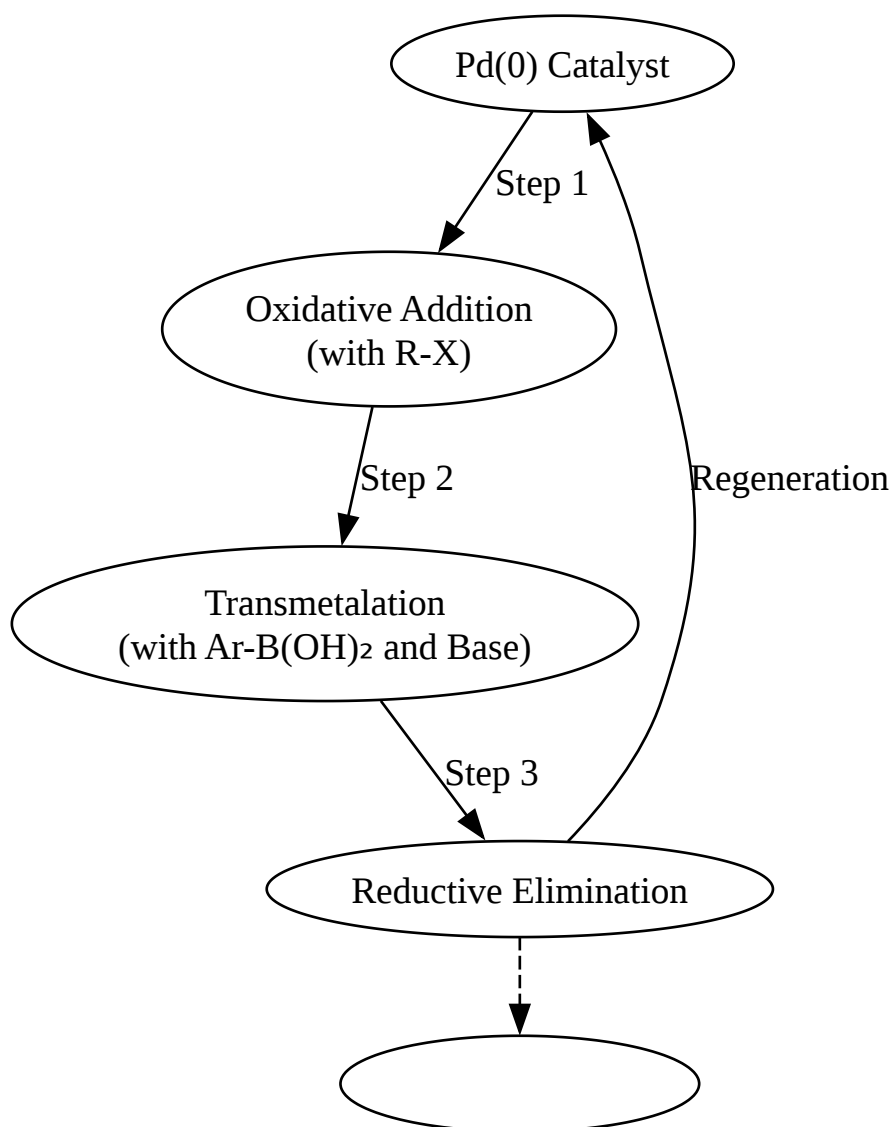 Pd(0) Catalyst
Step 1
Oxidative Addition
(with R-X)
Step 2
Regeneration
Transmetalation
(with Ar-B(OH)₂ and Base)
Step 3
Reductive Elimination